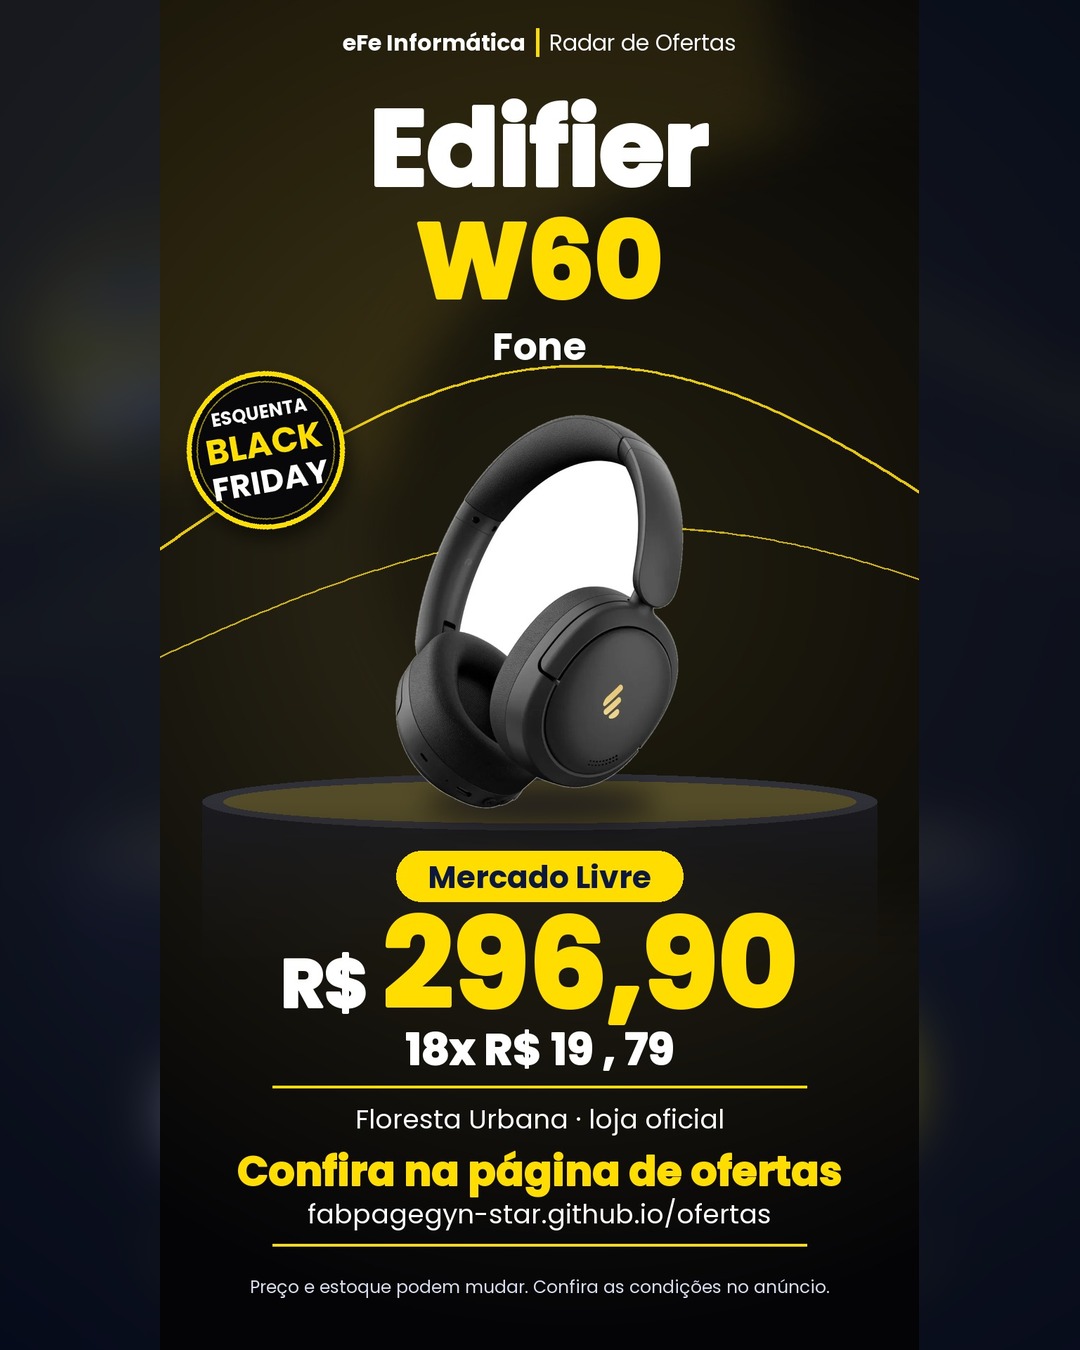 eFe Informática | Radar de Ofertas
Edifier
W60
Fone
ESQUENTA
BLACK
FRIDAY
Mercado Livre
R$ 296,90
18x R$ 19 , 79
Floresta Urbana · loja oficial
Confira na página de ofertas
fabpagegyn-star.github.io/ofertas
Preço e estoque podem mudar. Confira as condições no anúncio.